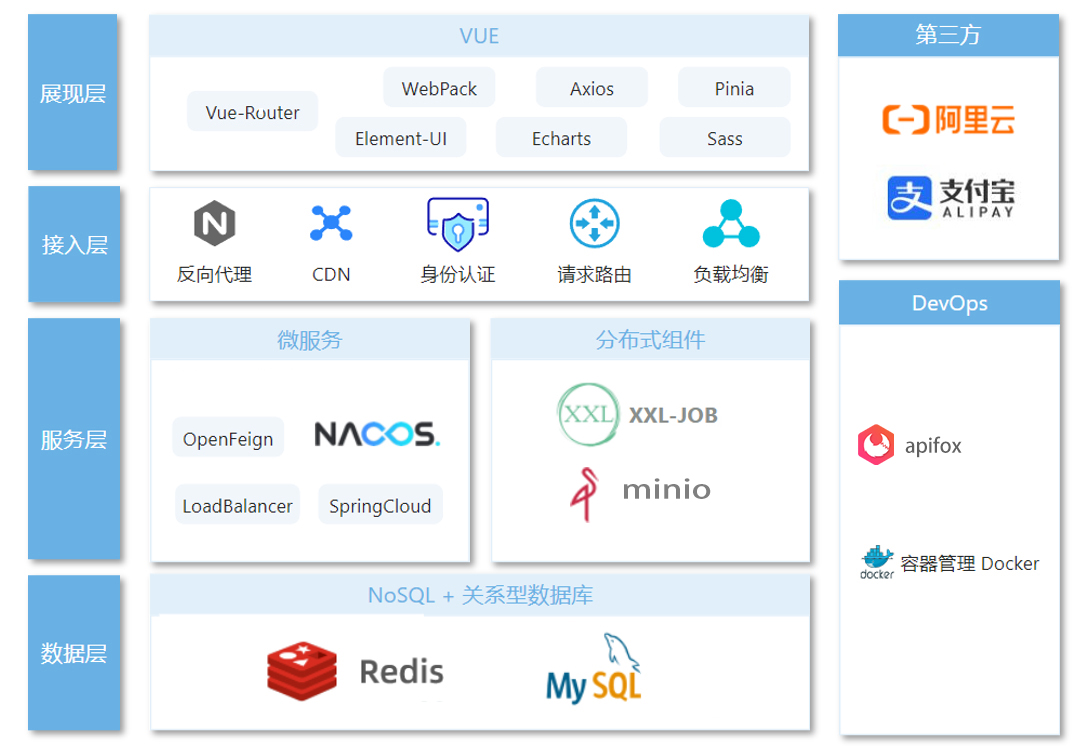 展现层
VUE
Vue-Router
WebPack
Axios
Pinia
Element-UI
Echarts
Sass
接入层
反向代理
CDN
身份认证
请求路由
负载均衡
服务层
微服务
OpenFeign
NACOS.
LoadBalancer
SpringCloud
分布式组件
XXL
XXL-JOB
minio
数据层
NoSQL + 关系型数据库
Redis
MySQL
第三方
阿里云
支
支付宝
ALIPAY
DevOps
apifox
docker
容器管理 Docker